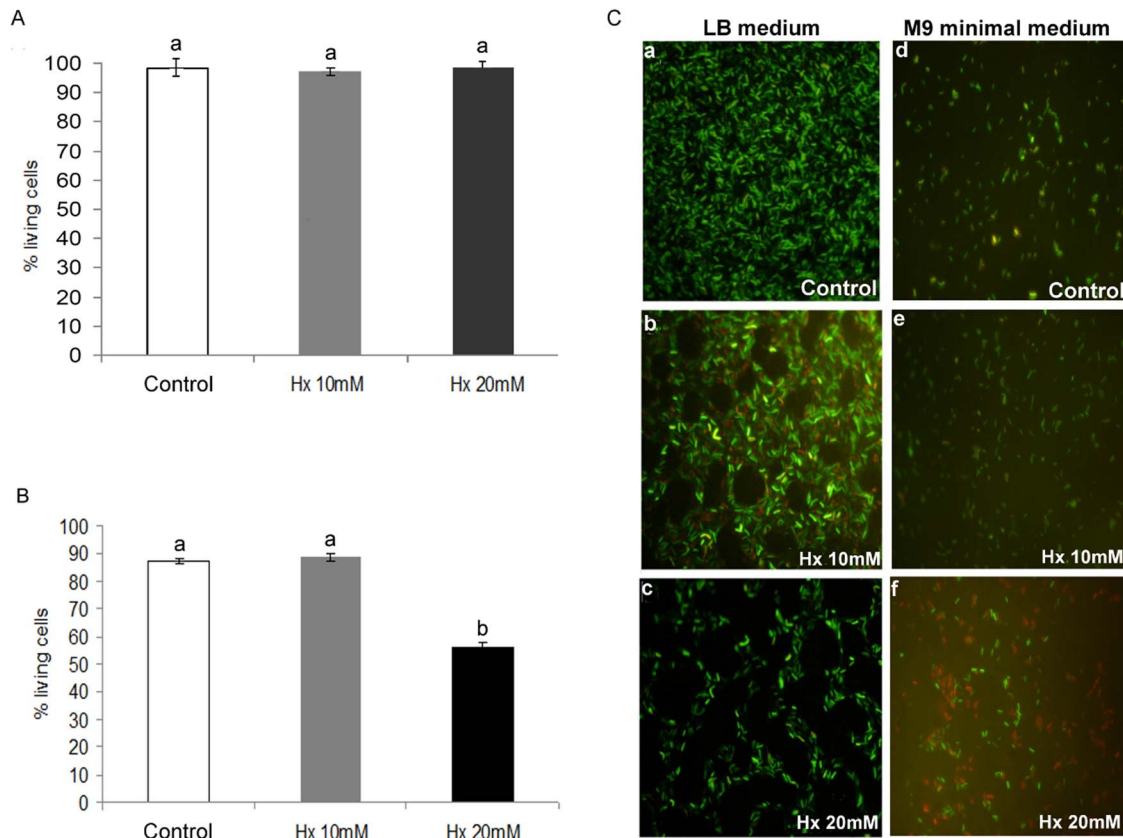 A
% living cells
100
90
80
70
60
50
40
30
20
10
0
a
a
a
Control
Hx 10mM
Hx 20mM
B
% living cells
100
90
80
70
60
50
40
30
20
10
0
a
a
b
Control
Hx 10mM
Hx 20mM
C
LB medium
M9 minimal medium
a
Control
d
Control
b
Hx 10mM
e
Hx 10mM
c
Hx 20mM
f
Hx 20mM